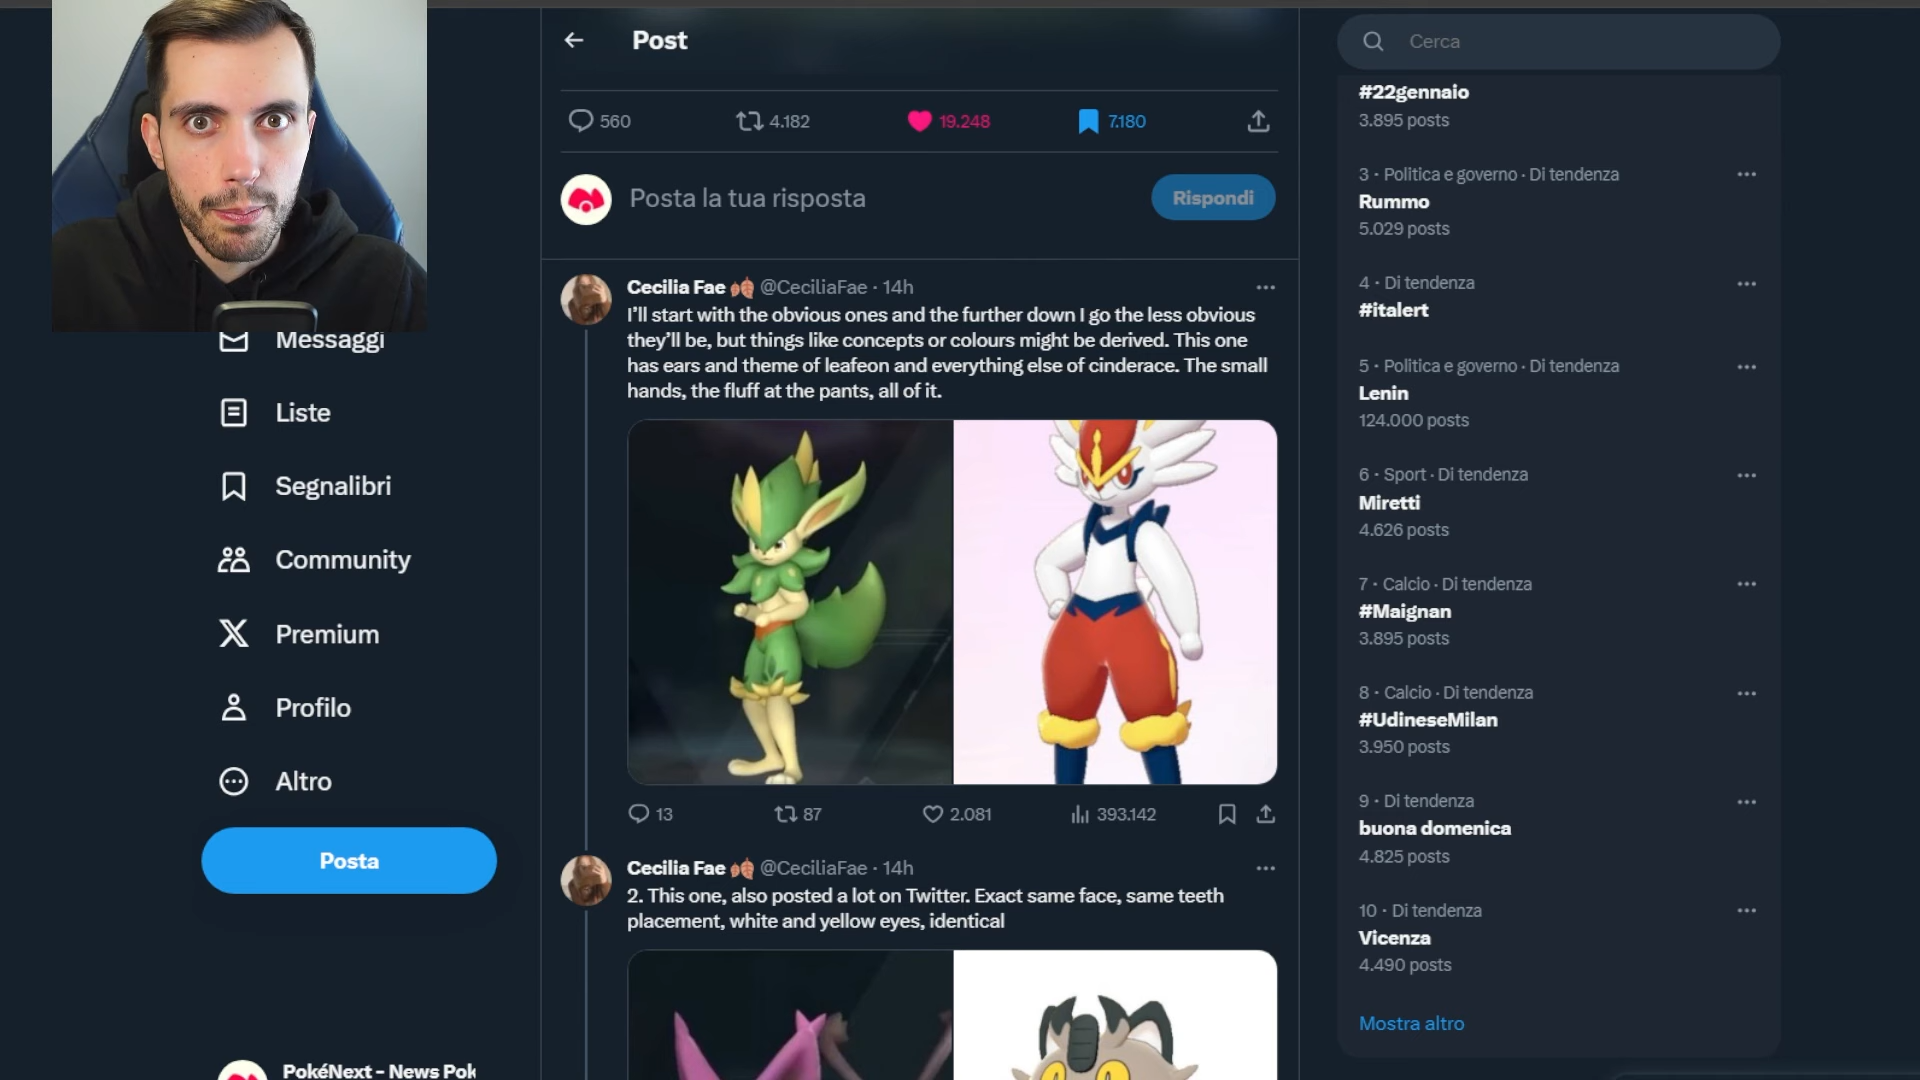 Post
560
4.182
19.248
7.180
Posta la tua risposta
Rispondi
Cecilia Fae @CeciliaFae · 14h
I'll start with the obvious ones and the further down I go the less obvious
they'll be, but things like concepts or colours might be derived. This one
has ears and theme of leafeon and everything else of cinderace. The small
hands, the fluff at the pants, all of it.
13
87
2.081
393.142
Cecilia Fae @CeciliaFae · 14h
2. This one, also posted a lot on Twitter. Exact same face, same teeth
placement, white and yellow eyes, identical
Messaggi
Liste
Segnalibri
Community
Premium
Profilo
Altro
Posta
PokéNext - News Pok
Cerca
#22gennaio
3.895 posts
3 · Politica e governo · Di tendenza
Rummo
5.029 posts
4 · Di tendenza
#italert
5 · Politica e governo · Di tendenza
Lenin
124.000 posts
6 · Sport · Di tendenza
Miretti
4.626 posts
7 · Calcio · Di tendenza
#Maignan
3.895 posts
8 · Calcio · Di tendenza
#UdineseMilan
3.950 posts
9 · Di tendenza
buona domenica
4.825 posts
10 · Di tendenza
Vicenza
4.490 posts
Mostra altro